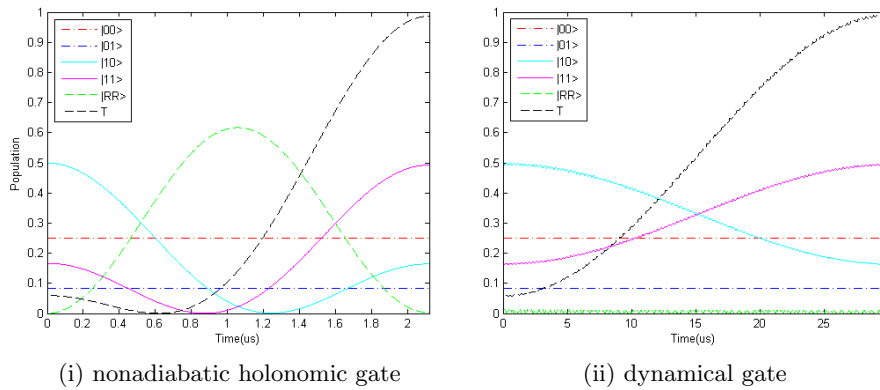 1
0.9
0.8
0.7
0.6
0.5
0.4
0.3
0.2
0.1
0
Population
|00>
|01>
|10>
|11>
|RR>
T
0 0.2 0.4 0.6 0.8 1.0 1.2 1.4 1.6 1.8 2
Time(us)
(i) nonadiabatic holonomic gate
1
0.9
0.8
0.7
0.6
0.5
0.4
0.3
0.2
0.1
0
|00>
|01>
|10>
|11>
|RR>
T
0 5 10 15 20 25
Time(us)
(ii) dynamical gate